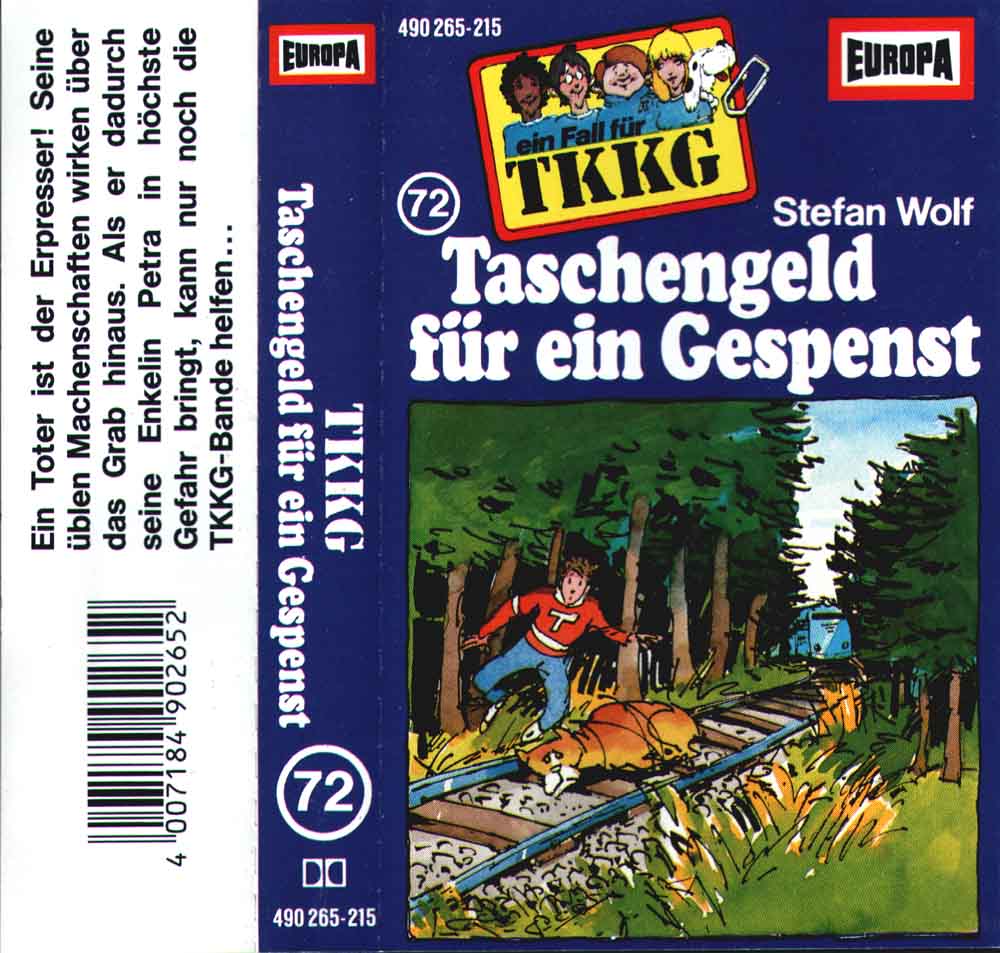 Ein Toter ist der Erpresser! Seine
üblen Machenschaften wirken über
das Grab hinaus. Als er dadurch
seine Enkelin Petra in höchste
Gefahr bringt, kann nur noch die
TKKG-Bande helfen...
4 007184 902652
EUROPA
TKKG
Taschengeld für ein Gespenst
72
490 265-215
490 265-215
ein Fall für
TKKG
EUROPA
72
Stefan Wolf
Taschengeld
für ein Gespenst
T